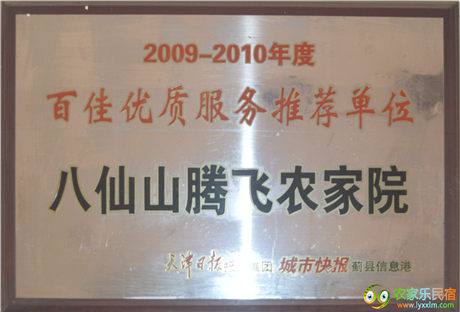 2009-2010年度
百佳优质服务推荐单位
八仙山腾飞农家院
天津日报 集团 城市快报 蓟县信息港
农家乐民宿
www.lyxxlm.com